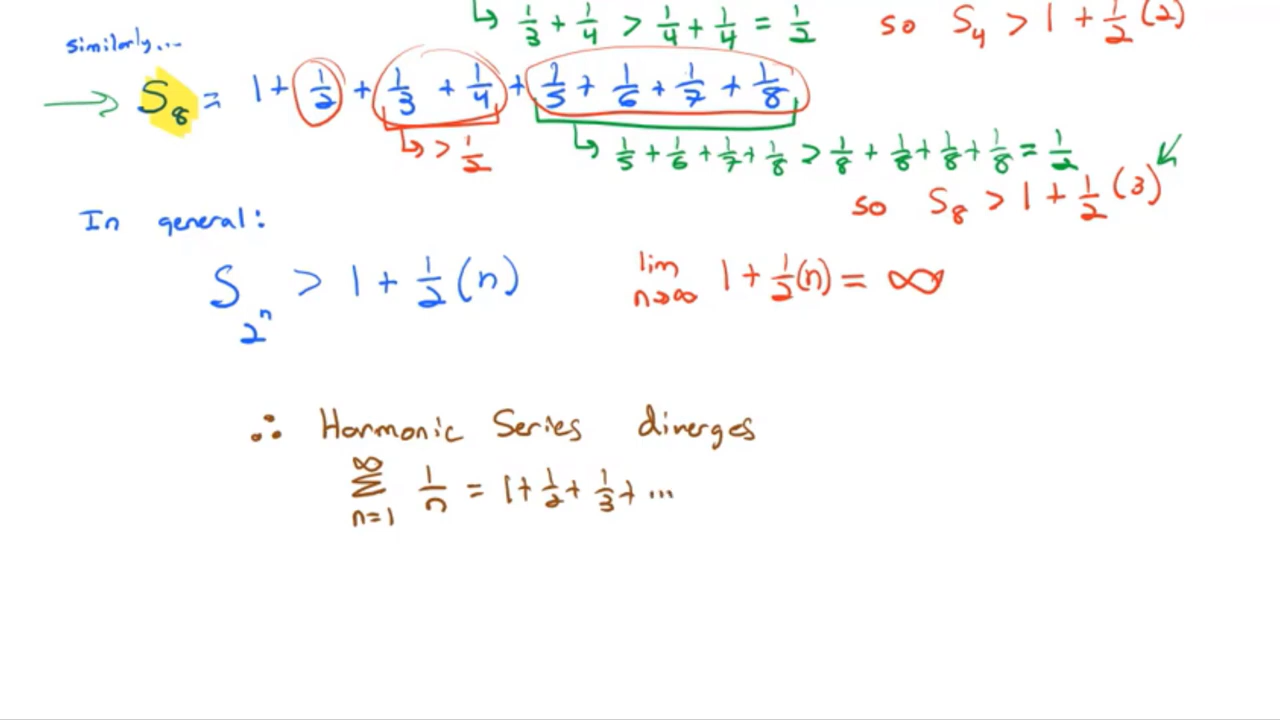 ↳ 1/3 + 1/4 > 1/4 + 1/4 = 1/2 so S₄ > 1 + 1/2 (2)
similarly...
→ S₈ = 1 + 1/2 + 1/3 + 1/4 + 1/5 + 1/6 + 1/7 + 1/8
↳ > 1/2 ↳ 1/5 + 1/6 + 1/7 + 1/8 > 1/8 + 1/8 + 1/8 + 1/8 = 1/2
so S₈ > 1 + 1/2 (3)
In general:
S_2ⁿ > 1 + 1/2 (n) lim n→∞ 1 + 1/2 (n) = ∞
∴ Harmonic Series diverges
∞ Σ n=1 1/n = 1 + 1/2 + 1/3 + ...